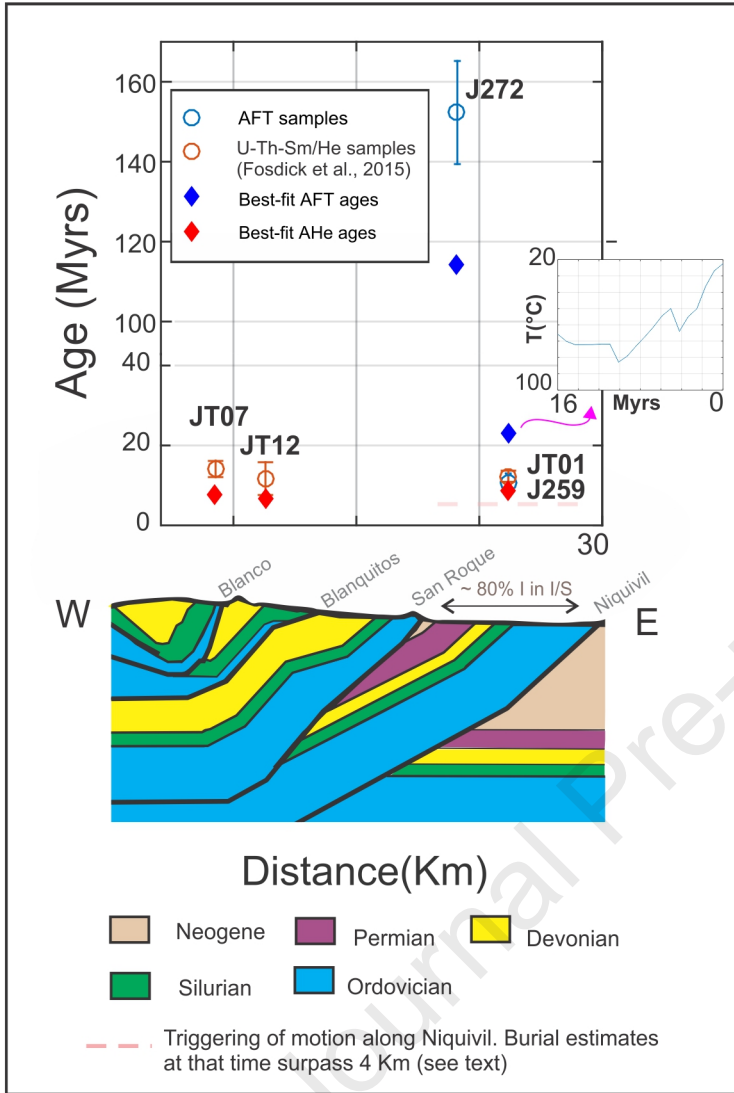 160
140
120
100
40
20
0
Age (Myrs)
J272
AFT samples
U-Th-Sm/He samples
(Fosdick et al., 2015)
Best-fit AFT ages
Best-fit AHe ages
20
T(°C)
100
16
Myrs
0
JT07
JT12
JT01
J259
30
W
Blanco
Blanquitos
San Roque
~ 80% I in I/S
Niquivil
E
Distance(Km)
Neogene
Permian
Devonian
Silurian
Ordovician
Triggering of motion along Niquivil. Burial estimates
at that time surpass 4 Km (see text)
Journal Pre-